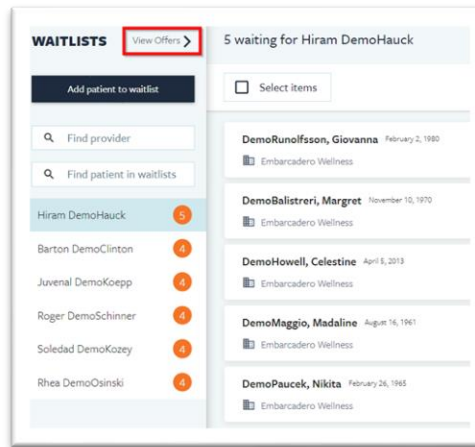 WAITLISTS View Offers
Add patient to waitlist
Find provider
Find patient in waitlists
Hiram DemoHauck 5
Barton DemoClinton 4
Juvenal DemoKoepp 4
Roger DemoSchinner 4
Soledad DemoKozey 4
Rhea DemoOsinski 4
5 waiting for Hiram DemoHauck
Select items
DemoRunolfsson, Giovanna February 2, 1980
Embarcadero Wellness
DemoBalistreri, Margret November 10, 1970
Embarcadero Wellness
DemoHowell, Celestine April 5, 2013
Embarcadero Wellness
DemoMaggio, Madaline August 16, 1961
Embarcadero Wellness
DemoPaucek, Nikita February 26, 1965
Embarcadero Wellness